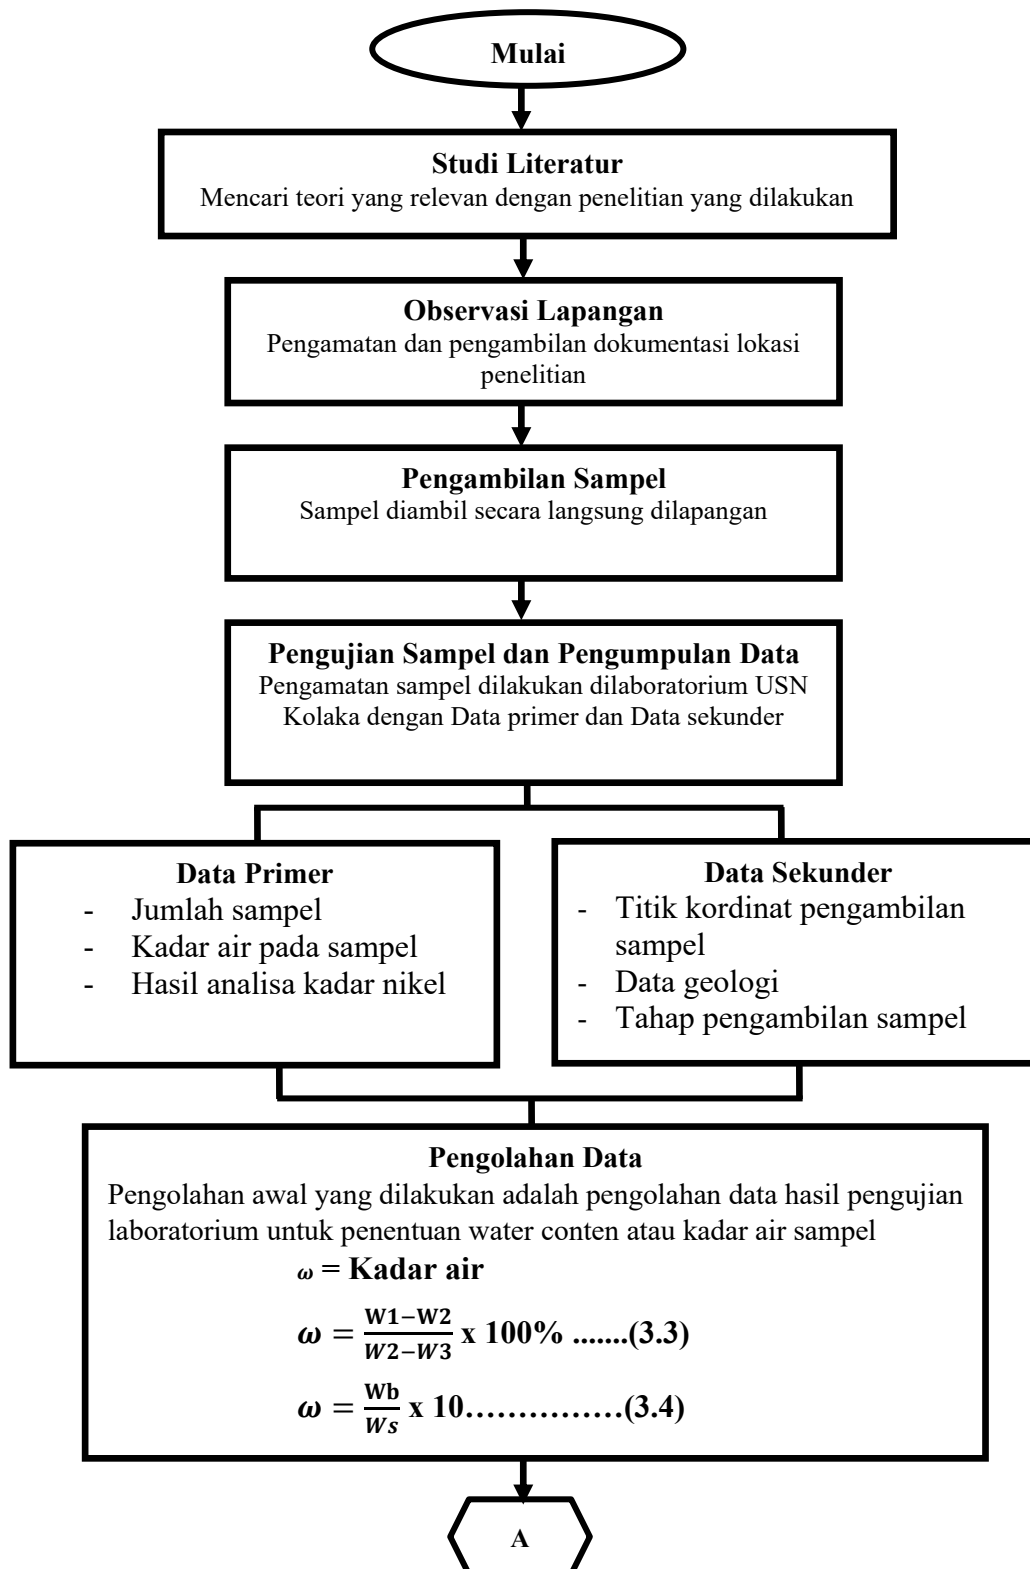 Mulai
Studi Literatur
Mencari teori yang relevan dengan penelitian yang dilakukan
Observasi Lapangan
Pengamatan dan pengambilan dokumentasi lokasi
penelitian
Pengambilan Sampel
Sampel diambil secara langsung dilapangan
Pengujian Sampel dan Pengumpulan Data
Pengamatan sampel dilakukan dilaboratorium USN
Kolaka dengan Data primer dan Data sekunder
Data Primer
- Jumlah sampel
- Kadar air pada sampel
- Hasil analisa kadar nikel
Data Sekunder
- Titik kordinat pengambilan
sampel
- Data geologi
- Tahap pengambilan sampel
Pengolahan Data
Pengolahan awal yang dilakukan adalah pengolahan data hasil pengujian
laboratorium untuk penentuan water conten atau kadar air sampel
ω = Kadar air
ω = W1−W2/W2−W3 x 100% .......(3.3)
ω = Wb/Ws x 10……………(3.4)
A